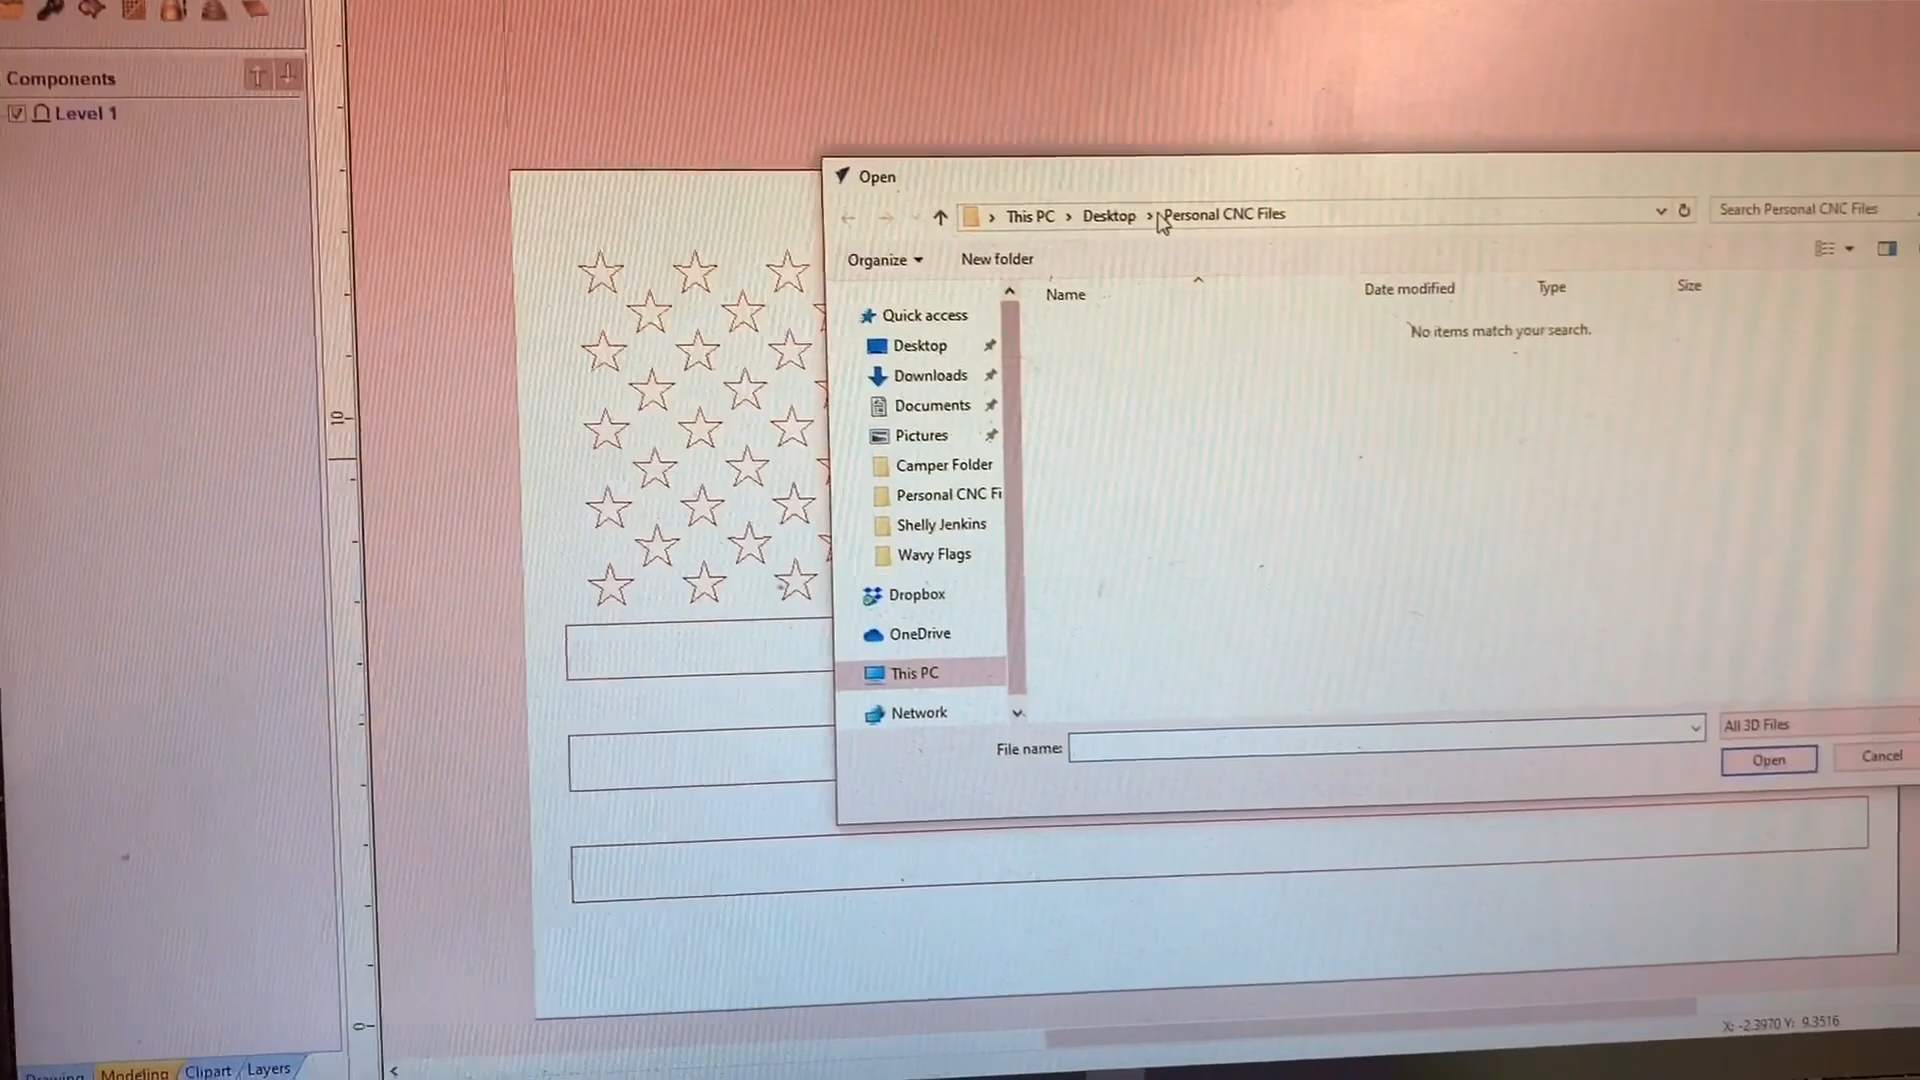 Components
Level 1
Open
This PC
Desktop
Personal CNC Files
Search Personal CNC Files
Organize
New folder
Name
Date modified
Type
Size
No items match your search.
Quick access
Desktop
Downloads
Documents
Pictures
Camper Folder
Personal CNC Fi
Shelly Jenkins
Wavy Flags
Dropbox
OneDrive
This PC
Network
File name:
All 3D Files
Open
Cancel
10
0
X: -2.3970 Y: 9.3516
Drawing
Modeling
Clipart
Layers